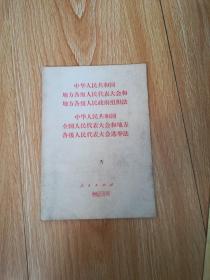 中华人民共和国
地方各级人民代表大会和
地方各级人民政府组织法
中华人民共和国
全国人民代表大会和地方
各级人民代表大会选举法
人民出版社